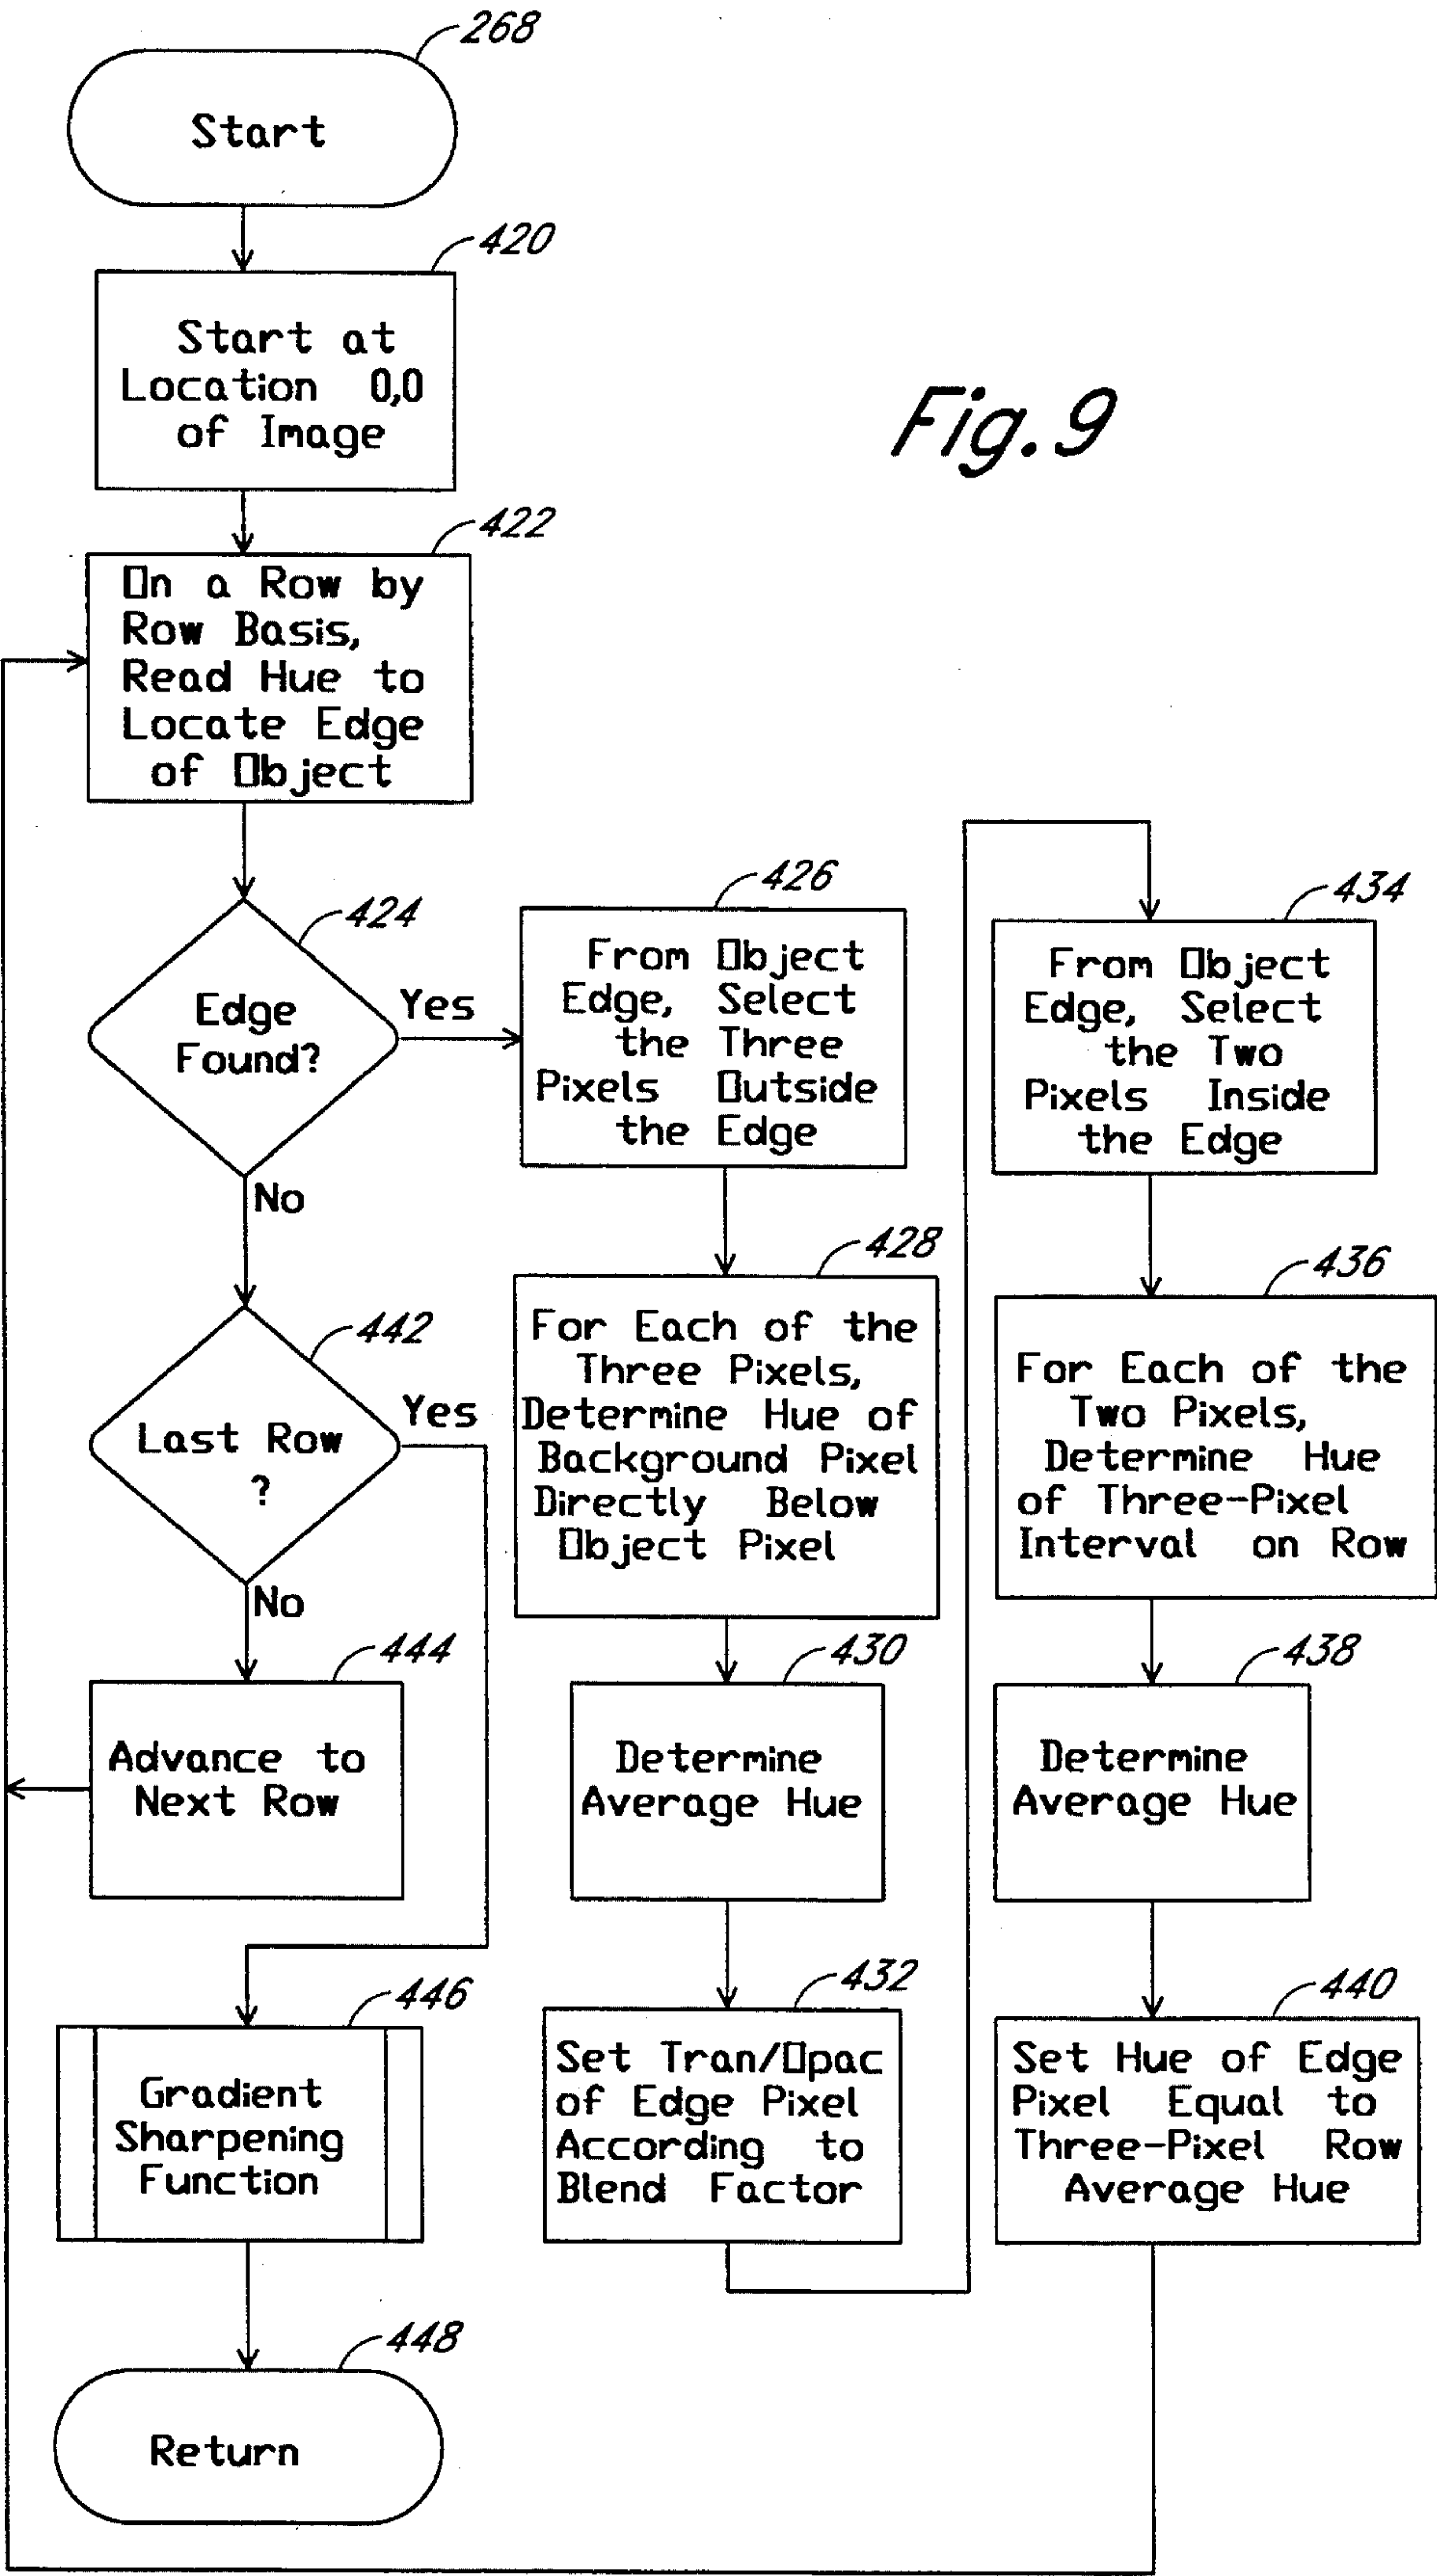 268
Start
420
Start at
Location 0,0
of Image
Fig. 9
422
On a Row by
Row Basis,
Read Hue to
Locate Edge
of Object
424
Edge
Found?
Yes
No
442
Last Row
?
Yes
No
444
Advance to
Next Row
446
Gradient
Sharpening
Function
448
Return
426
From Object
Edge, Select
the Three
Pixels Outside
the Edge
428
For Each of the
Three Pixels,
Determine Hue of
Background Pixel
Directly Below
Object Pixel
430
Determine
Average Hue
432
Set Tran/Opac
of Edge Pixel
According to
Blend Factor
434
From Object
Edge, Select
the Two
Pixels Inside
the Edge
436
For Each of the
Two Pixels,
Determine Hue
of Three-Pixel
Interval on Row
438
Determine
Average Hue
440
Set Hue of Edge
Pixel Equal to
Three-Pixel Row
Average Hue